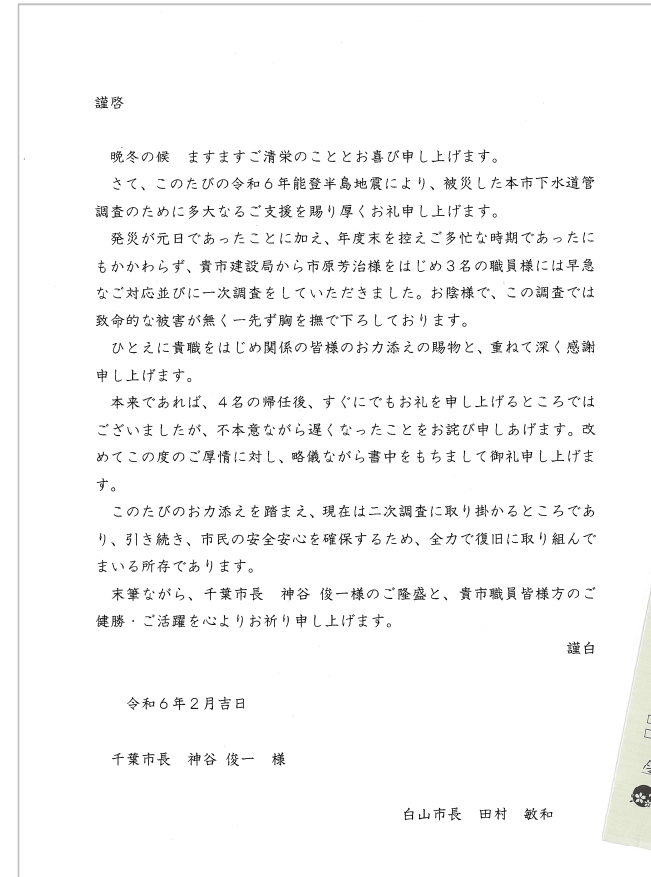 謹啓
晩冬の候　ますますご清栄のこととお喜び申し上げます。
さて、このたびの令和６年能登半島地震により、被災した本市下水道管
調査のために多大なるご支援を賜り厚くお礼申し上げます。
発災が元日であったことに加え、年度末を控えご多忙な時期であったに
もかかわらず、貴市建設局から市原芳治様をはじめ３名の職員様には早急
なご対応並びに一次調査をしていただきました。お陰様で、この調査では
致命的な被害が無く一先ず胸を撫で下ろしております。
ひとえに貴職をはじめ関係の皆様のお力添えの賜物と、重ねて深く感謝
申し上げます。
本来であれば、４名の帰任後、すぐにでもお礼を申し上げるところでは
ございましたが、不本意ながら遅くなったことをお詫び申しあげます。改
めてこの度のご厚情に対し、略儀ながら書中をもちまして御礼申し上げま
す。
このたびのお力添えを踏まえ、現在は二次調査に取り掛かるところであ
り、引き続き、市民の安全安心を確保するため、全力で復旧に取り組んで
まいる所存であります。
末筆ながら、千葉市長　神谷 俊一様のご隆盛と、貴市職員皆様方のご
健勝・ご活躍を心よりお祈り申し上げます。
謹白
令和６年２月吉日
千葉市長　神谷 俊一　様
白山市長　田村　敏和